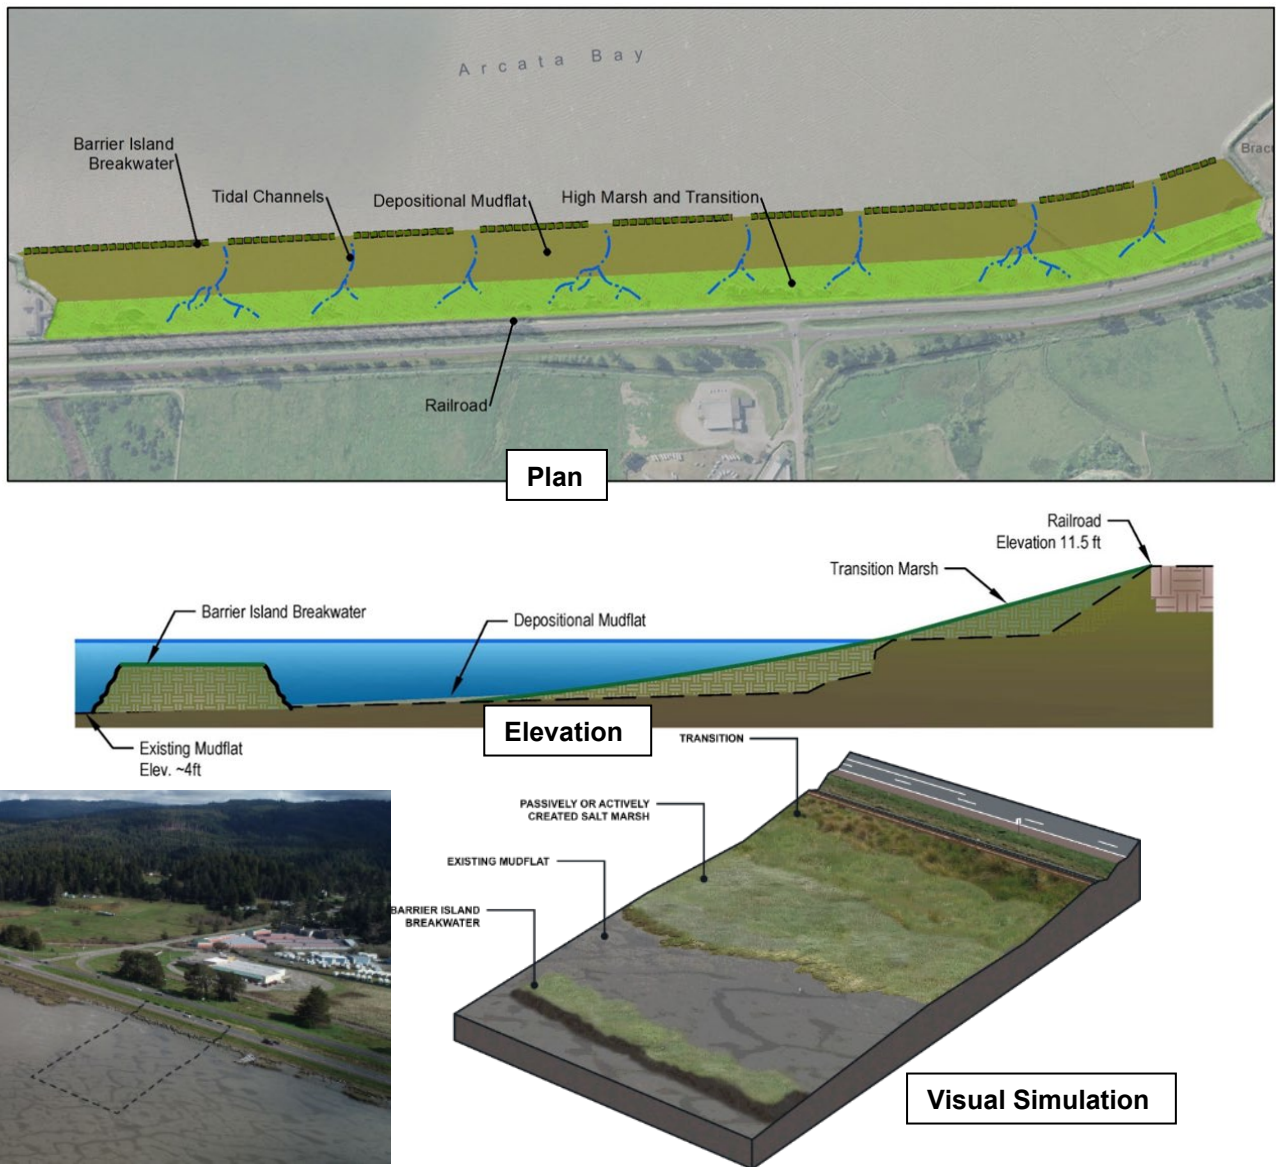 Arcata Bay
Barrier Island
Breakwater
Tidal Channels
Depositional Mudflat
High Marsh and Transition
Railroad
Plan
Railroad
Elevation 11.5 ft
Transition Marsh
Barrier Island Breakwater
Depositional Mudflat
Existing Mudflat
Elev. ~4ft
Elevation
TRANSITION
PASSIVELY OR ACTIVELY
CREATED SALT MARSH
EXISTING MUDFLAT
BARRIER ISLAND
BREAKWATER
Visual Simulation